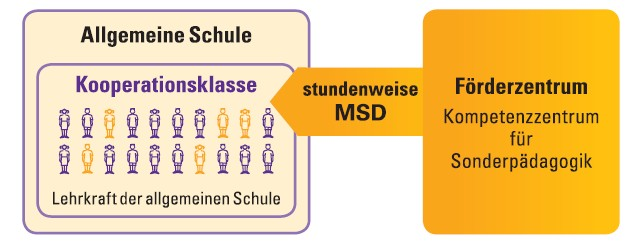 Allgemeine Schule
Kooperationsklasse
Lehrkraft der allgemeinen Schule
stundenweise
MSD
Förderzentrum
Kompetenzzentrum
für
Sonderpädagogik